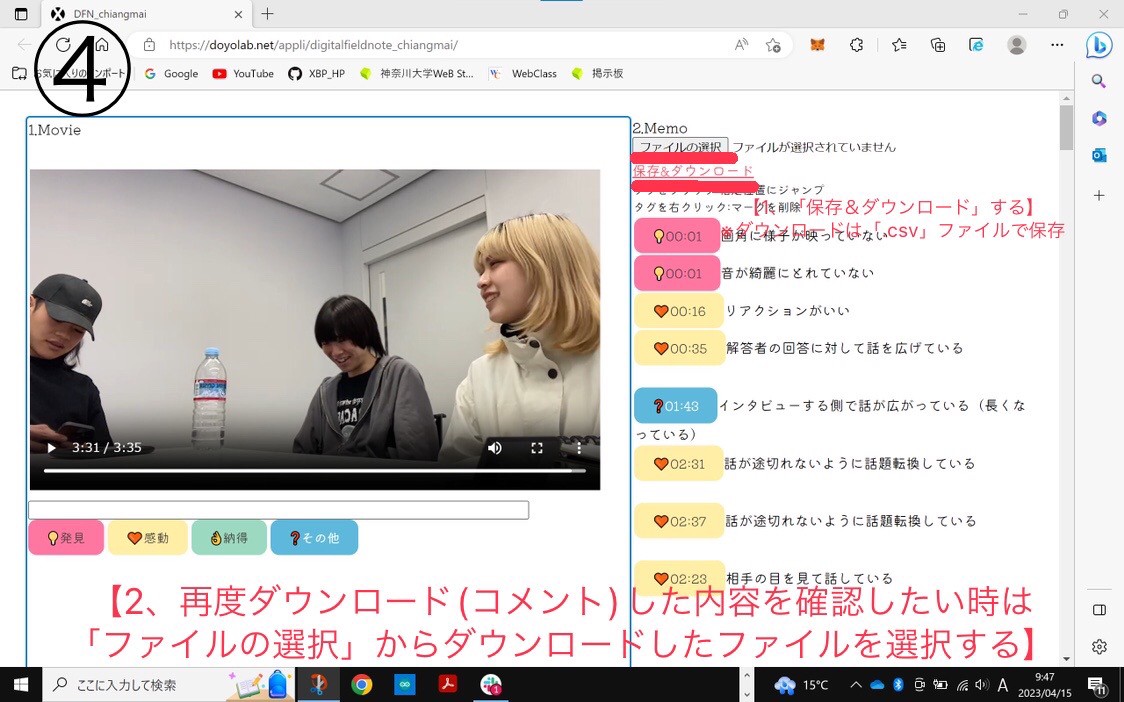 DFN_chiangmai
④
https://doyolab.net/appli/digitalfieldnote_chiangmai/
Google
YouTube
XBP_HP
神奈川大学WeB St...
WebClass
掲示板
1.Movie
3:31 / 3:35
発見
感動
納得
その他
2.Memo
ファイルの選択 ファイルが選択されていません
保存&ダウンロード
タグを右クリック:マークを削除
「保存&ダウンロード」する】
※ダウンロードは「.csv」ファイルで保存
00:01 画角に様子が映っていない
00:01 音が綺麗にとれていない
00:16 リアクションがいい
00:35 解答者の回答に対して話を広げている
01:43 インタビューする側で話が広がっている（長くな
っている）
02:31 話が途切れないように話題転換している
02:37 話が途切れないように話題転換している
02:23 相手の目を見て話している
【2、再度ダウンロード(コメント)した内容を確認したい時は
「ファイルの選択」からダウンロードしたファイルを選択する】
ここに入力して検索
15°C
A
9:47
2023/04/15
11